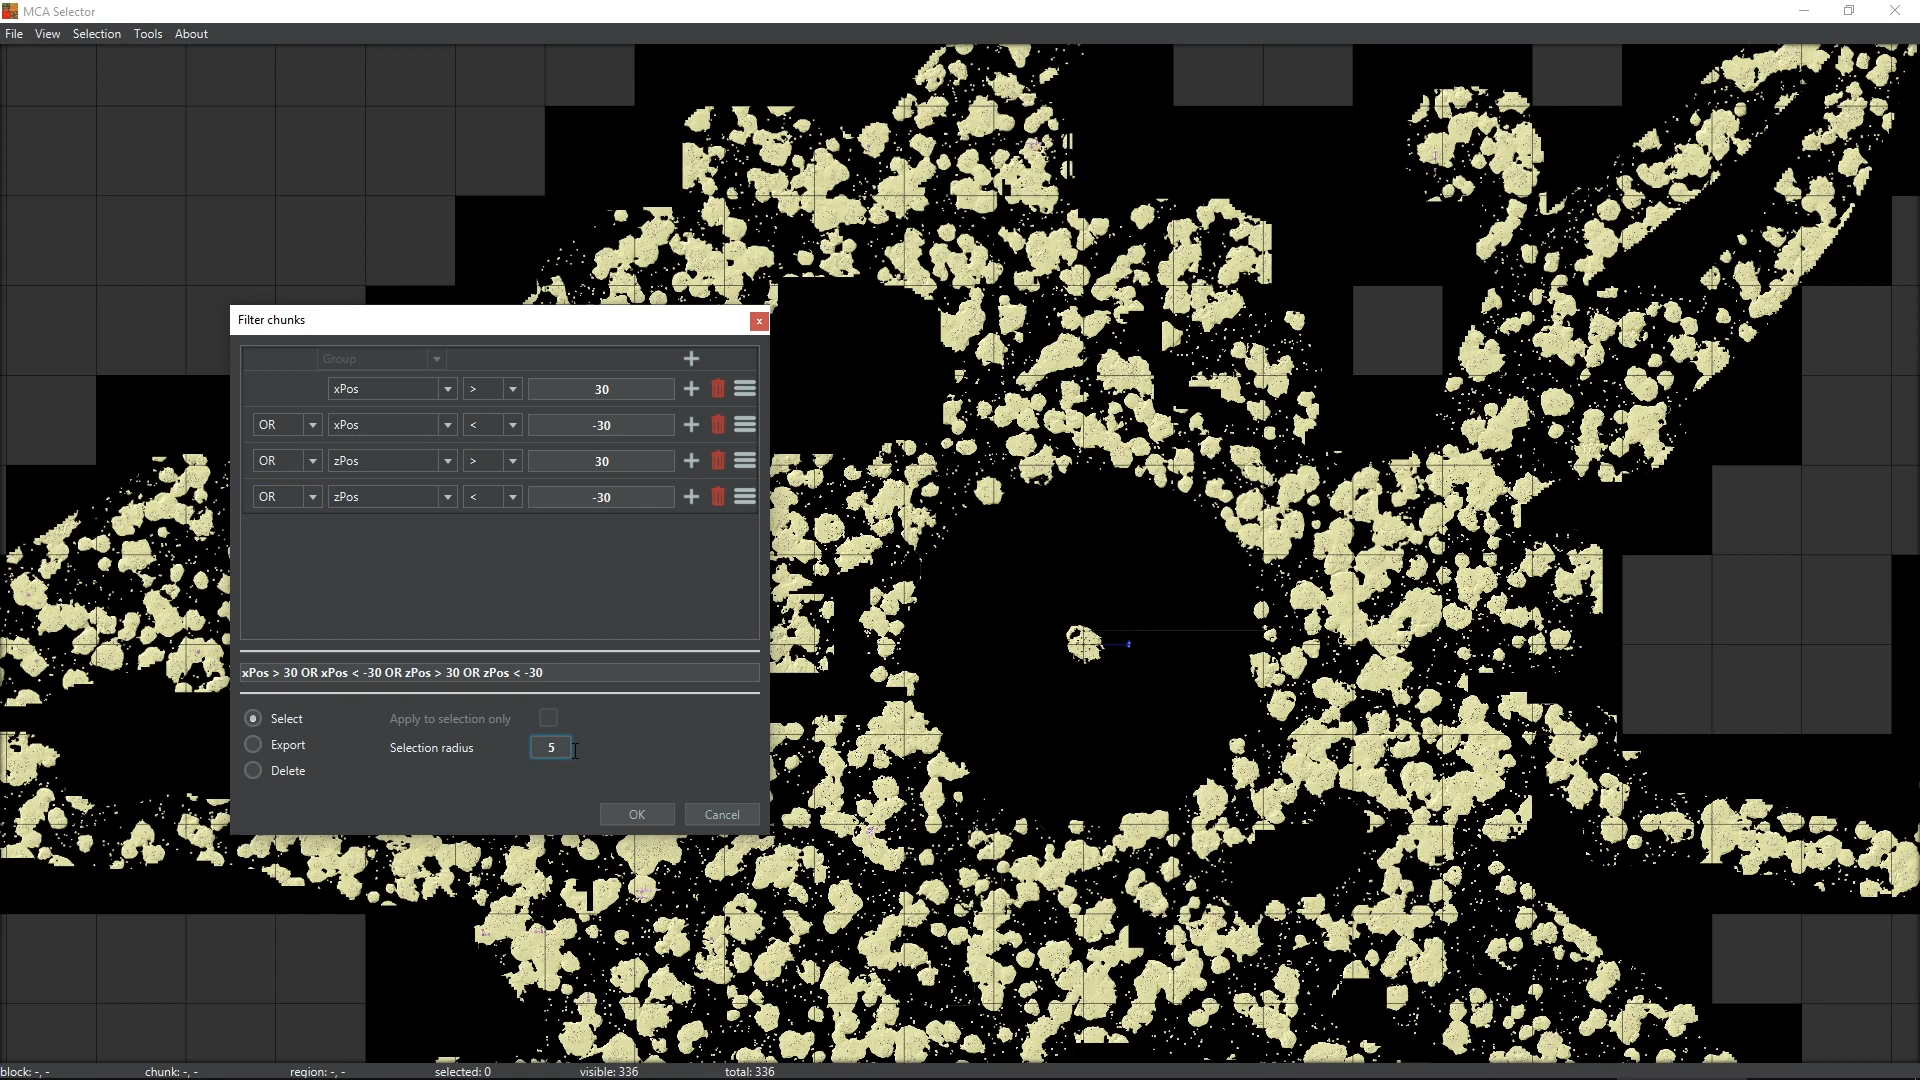 MCA Selector
File View Selection Tools About
Filter chunks
Group
xPos > 30
OR xPos < -30
OR zPos > 30
OR zPos < -30
xPos > 30 OR xPos < -30 OR zPos > 30 OR zPos < -30
Select Apply to selection only
Export Selection radius 5
Delete
OK Cancel
block: -, - chunk: -, - region: -, - selected: 0 visible: 336 total: 336